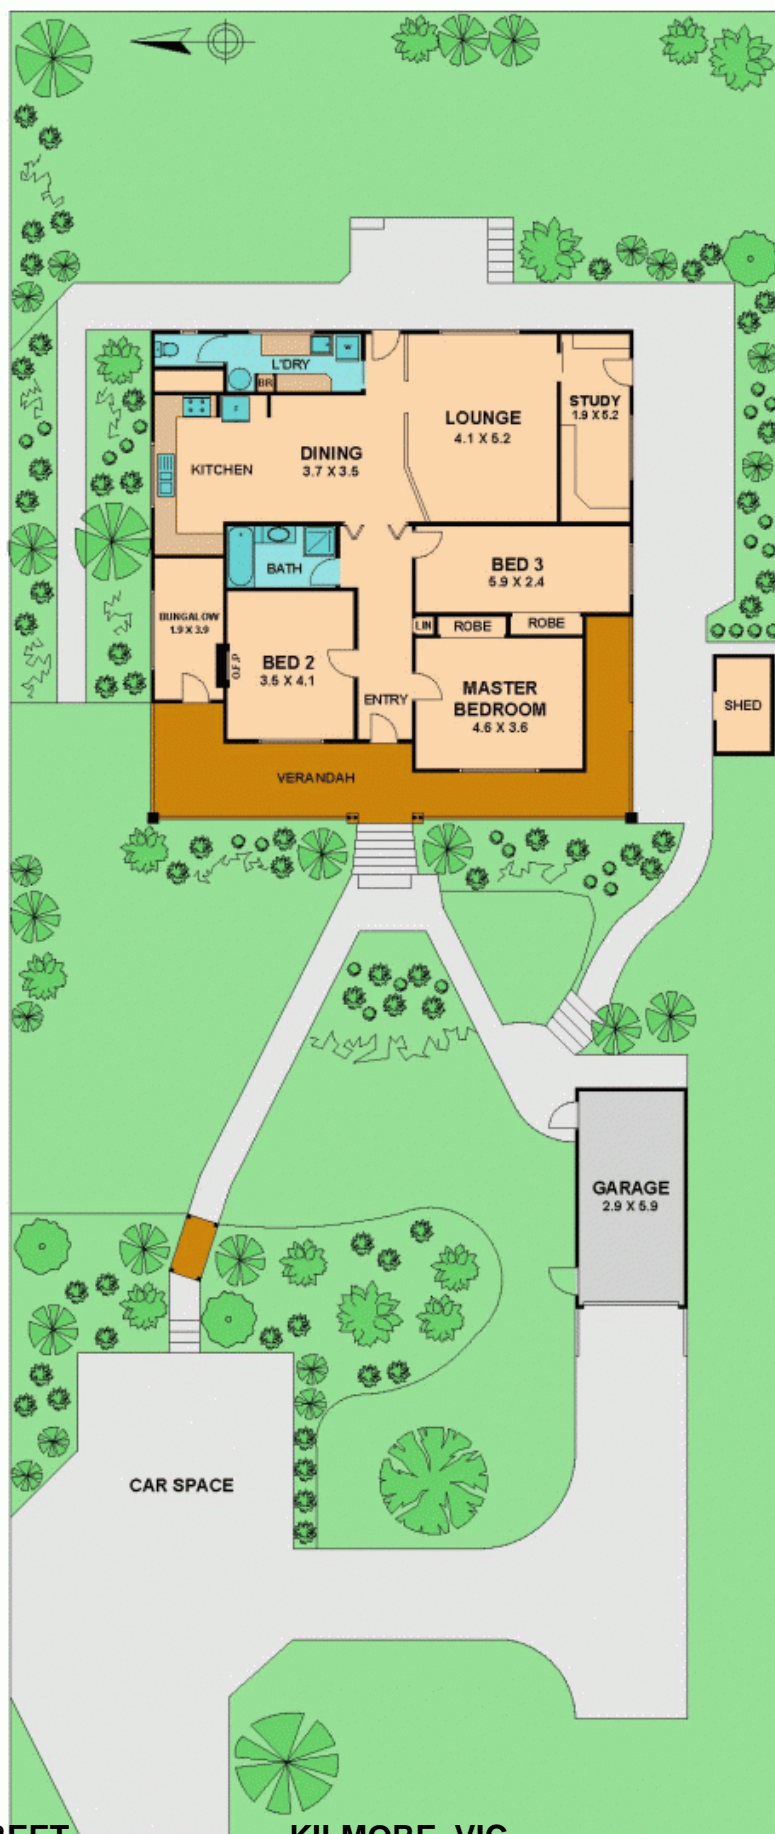 L'DRY
W
BR
F
LOUNGE
4.1 X 5.2
STUDY
1.9 X 5.2
DINING
3.7 X 3.5
KITCHEN
BATH
BED 3
5.9 X 2.4
BUNGALOW
1.9 X 3.9
O.F.P
BED 2
3.5 X 4.1
LIN
ROBE
ROBE
ENTRY
MASTER
BEDROOM
4.6 X 3.6
SHED
VERANDAH
GARAGE
2.9 X 5.9
CAR SPACE
KILMORE, VIC